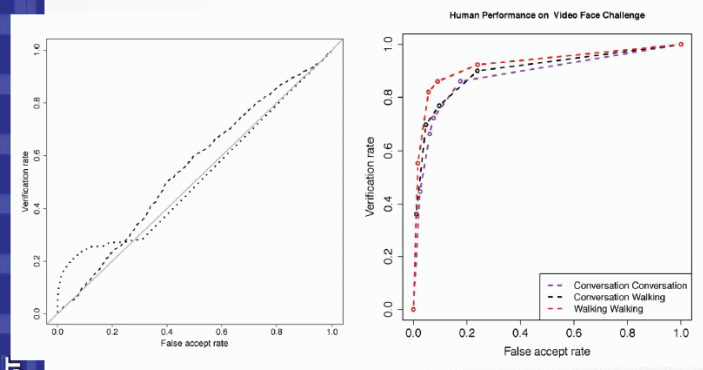 Human Performance on Video Face Challenge
Verification rate
1.0
0.8
0.6
0.4
0.2
0.0
0.0 0.2 0.4 0.6 0.8 1.0
False accept rate
Verification rate
1.0
0.8
0.6
0.4
0.2
0.0
Conversation Conversation
Conversation Walking
Walking Walking
0.0 0.2 0.4 0.6 0.8 1.0
False accept rate